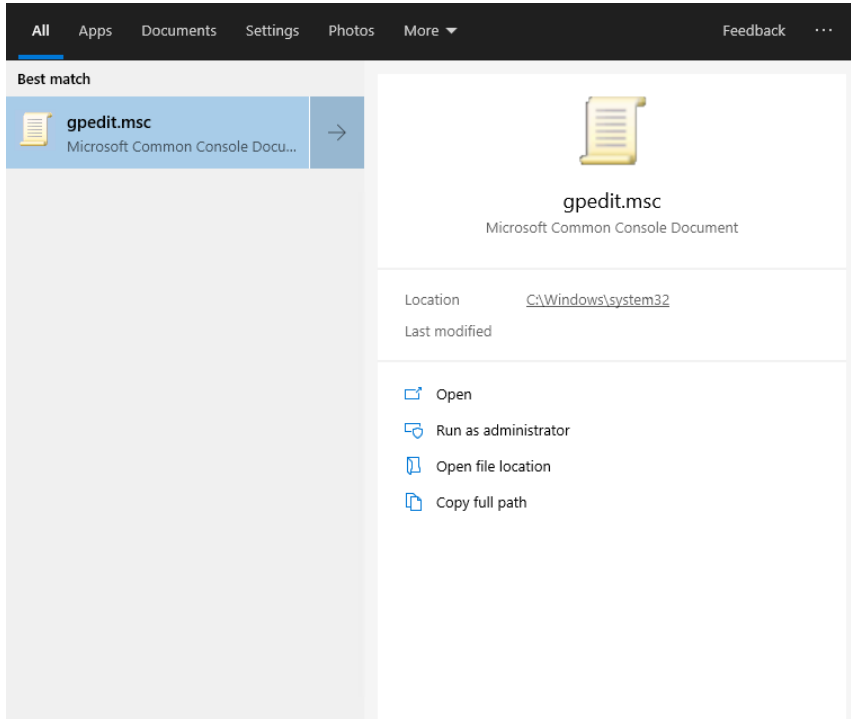 All Apps Documents Settings Photos More Feedback ...
Best match
gpedit.msc
Microsoft Common Console Docu...
gpedit.msc
Microsoft Common Console Document
Location C:\Windows\system32
Last modified
Open
Run as administrator
Open file location
Copy full path